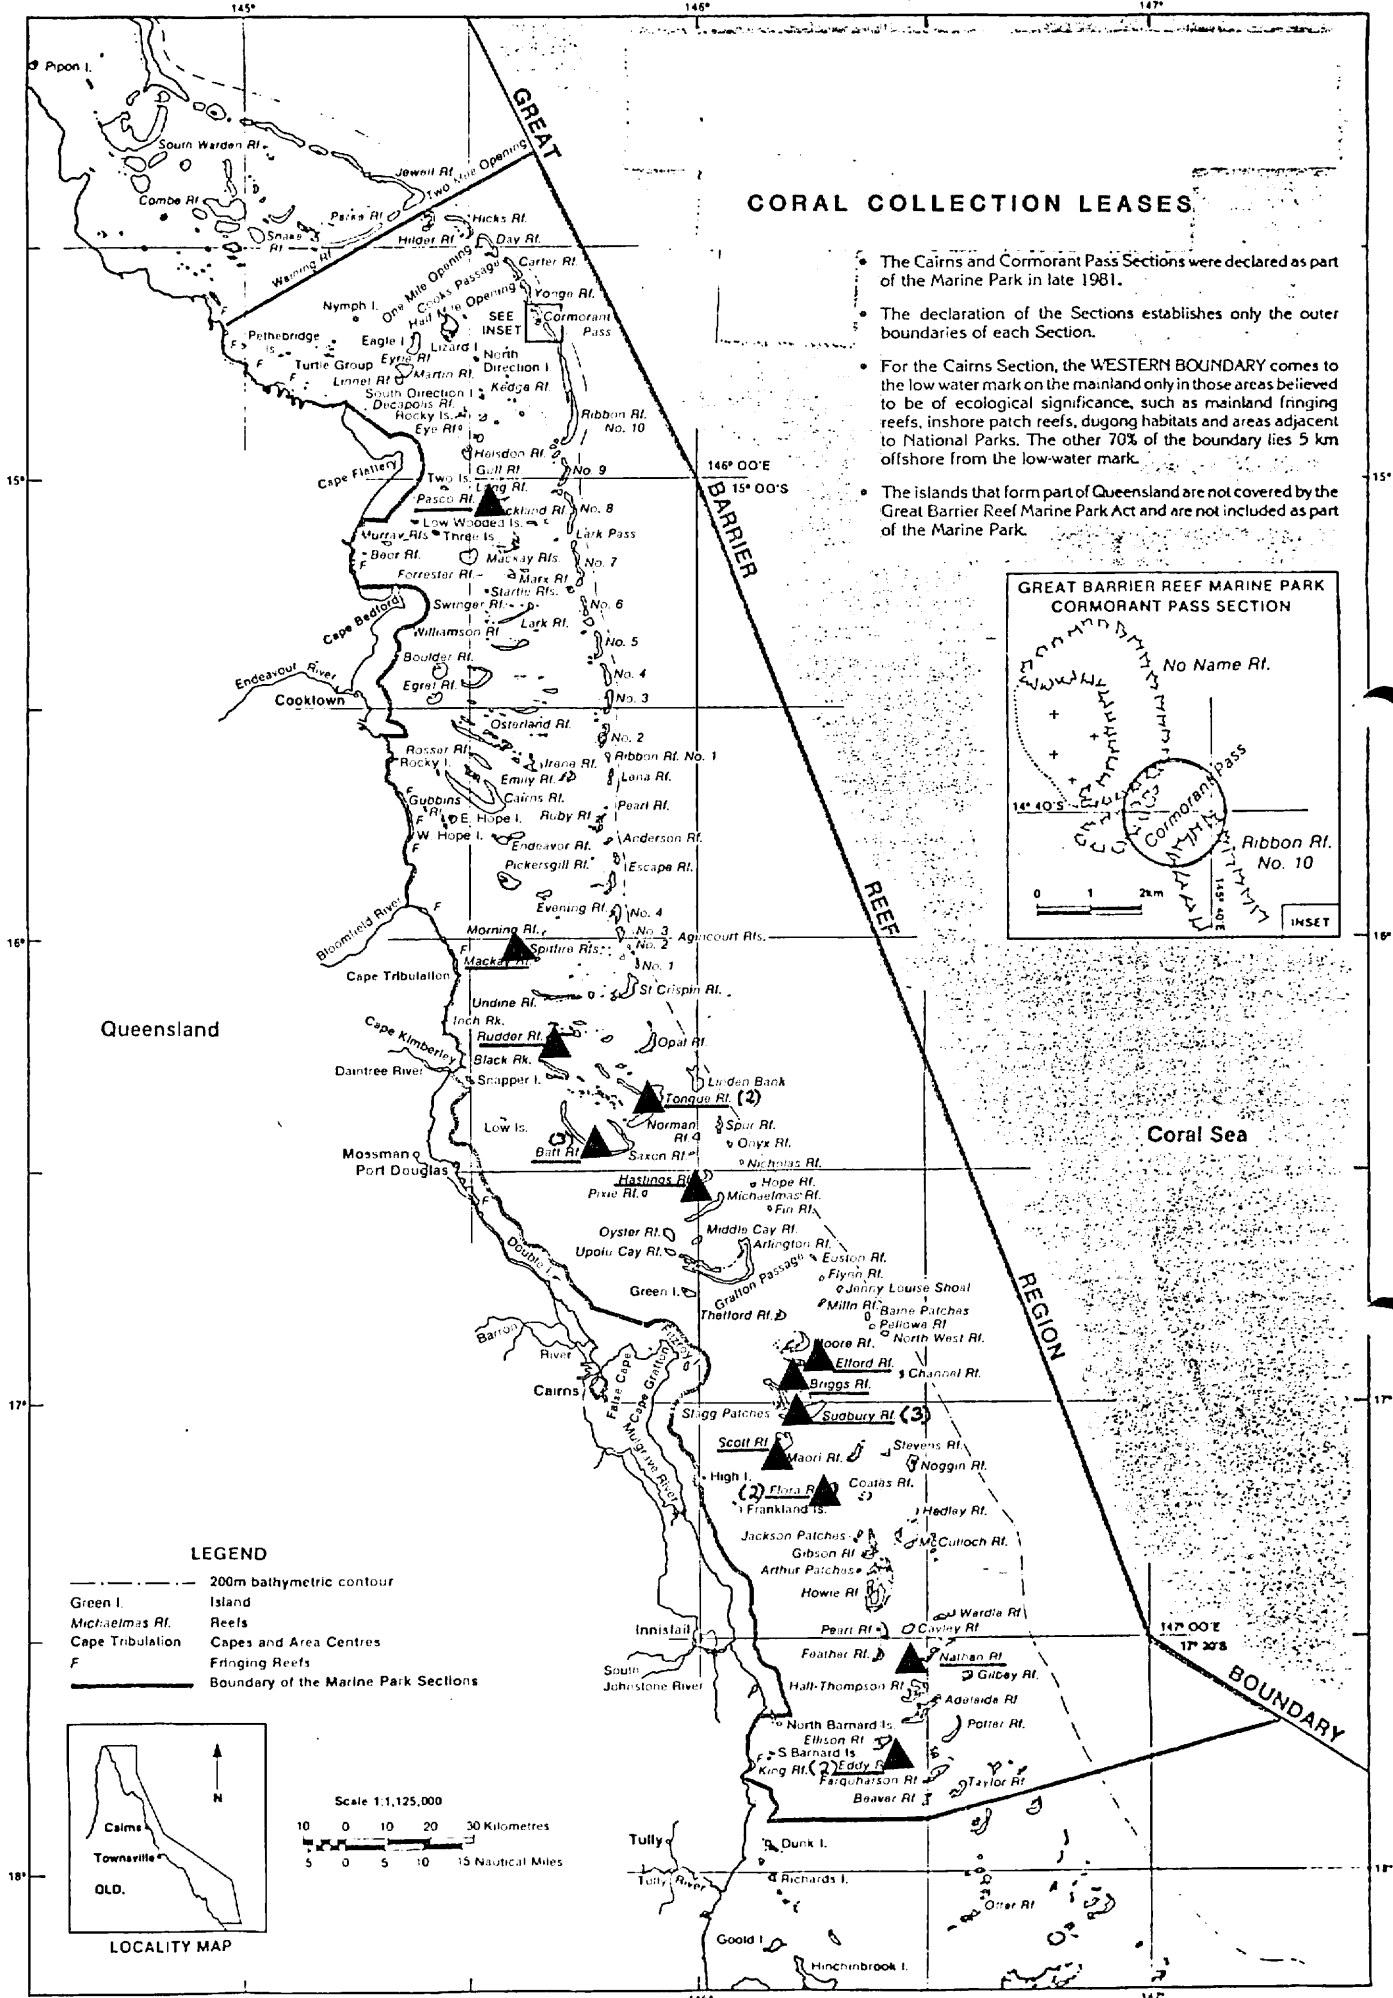 145°
146°
147°
Pipon I.
GREAT
South Warden Rf.
Two Mile Opening
Jewell Rf.
CORAL COLLECTION LEASES
Combe Rf
Parke Rf
Hicks Rf.
Snake Rf
Hilder Rf
Day Rf.
Waining Rf
Carter Rf.
One Mile Opening
Cooks Passage
Half Mile Opening
Yonge Rf.
Nymph I.
SEE INSET
Cormorant Pass
• The Cairns and Cormorant Pass Sections were declared as part
of the Marine Park in late 1981.
• The declaration of the Sections establishes only the outer
boundaries of each Section.
• For the Cairns Section, the WESTERN BOUNDARY comes to
the low water mark on the mainland only in those areas believed
to be of ecological significance, such as mainland fringing
reefs, inshore patch reefs, dugong habitats and areas adjacent
to National Parks. The other 70% of the boundary lies 5 km
offshore from the low-water mark.
• The islands that form part of Queensland are not covered by the
Great Barrier Reef Marine Park Act and are not included as part
of the Marine Park.
Pethebridge Is.
Eagle I.
Lizard I.
Eyrie Rf
North Direction I.
Turtle Group
Martin Rf.
Linnet Rf
South Direction I.
Kedge Rf.
Decapolis Rf.
Rocky Is.
Ribbon Rf. No. 10
Eye Rf
Helsdon Rf.
Cape Flattery
Gull Rf.
No. 9
146° 00'E
15° 00'S
15°
15°
Two Is.
Long Rf.
Pasco Rf.
ckland Rf.
No. 8
BARRIER
Low Wooded Is.
Murray Rfs
Three Is.
Lark Pass
Beor Rf.
Mackay Rfs.
No. 7
Forrester Rf.
Marx Rf
Startle Rfs.
Swinger Rf.
No. 6
Cape Bedford
Lark Rf.
Williamson Rf
No. 5
Boulder Rf.
No. 4
Endeavour River
Egret Rf.
No. 3
Cooktown
Osterland Rf.
No. 2
Rosser Rf
Ribbon Rf. No. 1
Rocky I.
Irene Rf.
Emily Rf.
Lena Rf.
Cairns Rf.
Gubbins Rf
Pearl Rf.
E. Hope I.
Ruby Rf.
W. Hope I.
Anderson Rf.
Endeavor Rf.
Pickersgill Rf.
Escape Rf.
Evening Rf.
No. 4
REEF
Bloomfield River
Morning Rf.
No. 3
Agincourt Rfs.
16°
16°
Spitfire Rfs.
No. 2
Mackay Rf.
No. 1
Cape Tribulation
St Crispin Rf.
Undine Rf.
GREAT BARRIER REEF MARINE PARK
CORMORANT PASS SECTION
No Name Rf.
Cormorant Pass
14° 40'S
Cormorant
Ribbon Rf. No. 10
0 1 2km
145° 40'E
INSET
Queensland
Inch Rk.
Cape Kimberley
Rudder Rf.
Opal Rf.
Black Rk.
Daintree River
Snapper I.
Linden Bank
Tongue Rf. (2)
Low Is.
Norman Rf
Spur Rf.
Coral Sea
(3)
Batt Rf
Onyx Rf.
Mossman
Saxon Rf
Nicholas Rf.
Port Douglas
Hastings Rf
Hope Rf.
Pixie Rf.
Michaelmas Rf.
Fin Rf.
Oyster Rf.
Middle Cay Rf.
Double I.
Upolu Cay Rf.
Arlington Rf.
Euston Rf.
Grafton Passage
Flynn Rf.
Green I.
Jenny Louise Shoal
REGION
Thetford Rf.
Milln Rf.
Baine Patches
Pellowe Rf
Barron River
Fitzroy
North West Rf.
oore Rf.
Elford Rf.
Channel Rf.
Cairns
False Cape
Cape Grafton
Briggs Rf.
17°
17°
Stagg Patches
Sudbury Rf. (3)
Mulgrive River
Scott Rf
Maori Rf.
Stevens Rf.
Noggin Rf.
High I.
(2) Flora R
Coates Rf.
Frankland Is.
Hedley Rf.
Jackson Patches
McCulloch Rf.
Gibson Rf
Arthur Patches
Howie Rf
LEGEND
200m bathymetric contour
Green I. Island
Michaelmas Rf. Reefs
Cape Tribulation Capes and Area Centres
F Fringing Reefs
Boundary of the Marine Park Sections
Wardle Rf
Innisfail
Pearl Rf
Cayley Rf
147° 00'E
17° 30'S
Feather Rf.
Nathan Rf
South Johnstone River
Gilbey Rf.
BOUNDARY
Hall-Thompson Rf
Adelaide Rf
North Barnard Is.
Potter Rf.
Ellison Rf
S Barnard Is
King Rf.
(2) Eddy R
Farquharson Rf
Taylor Rf
Beaver Rf
N
Scale 1:1,125,000
10 0 10 20 30 Kilometres
5 0 5 10 15 Nautical Miles
Cairns
Townsville
QLD.
LOCALITY MAP
Tully
Dunk I.
18°
18°
Tully River
Richards I.
Otter Rf
Goold I
Hinchinbrook I.